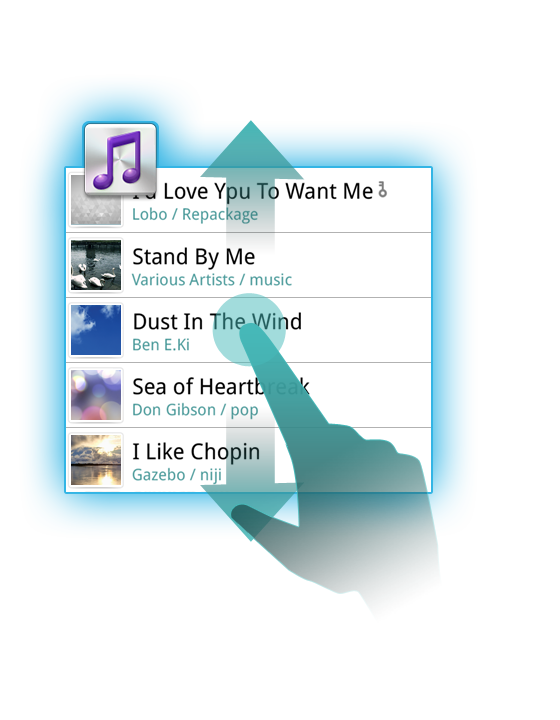 I'd Love Ypu To Want Me
Lobo / Repackage
Stand By Me
Various Artists / music
Dust In The Wind
Ben E.Ki
Sea of Heartbreak
Don Gibson / pop
I Like Chopin
Gazebo / niji